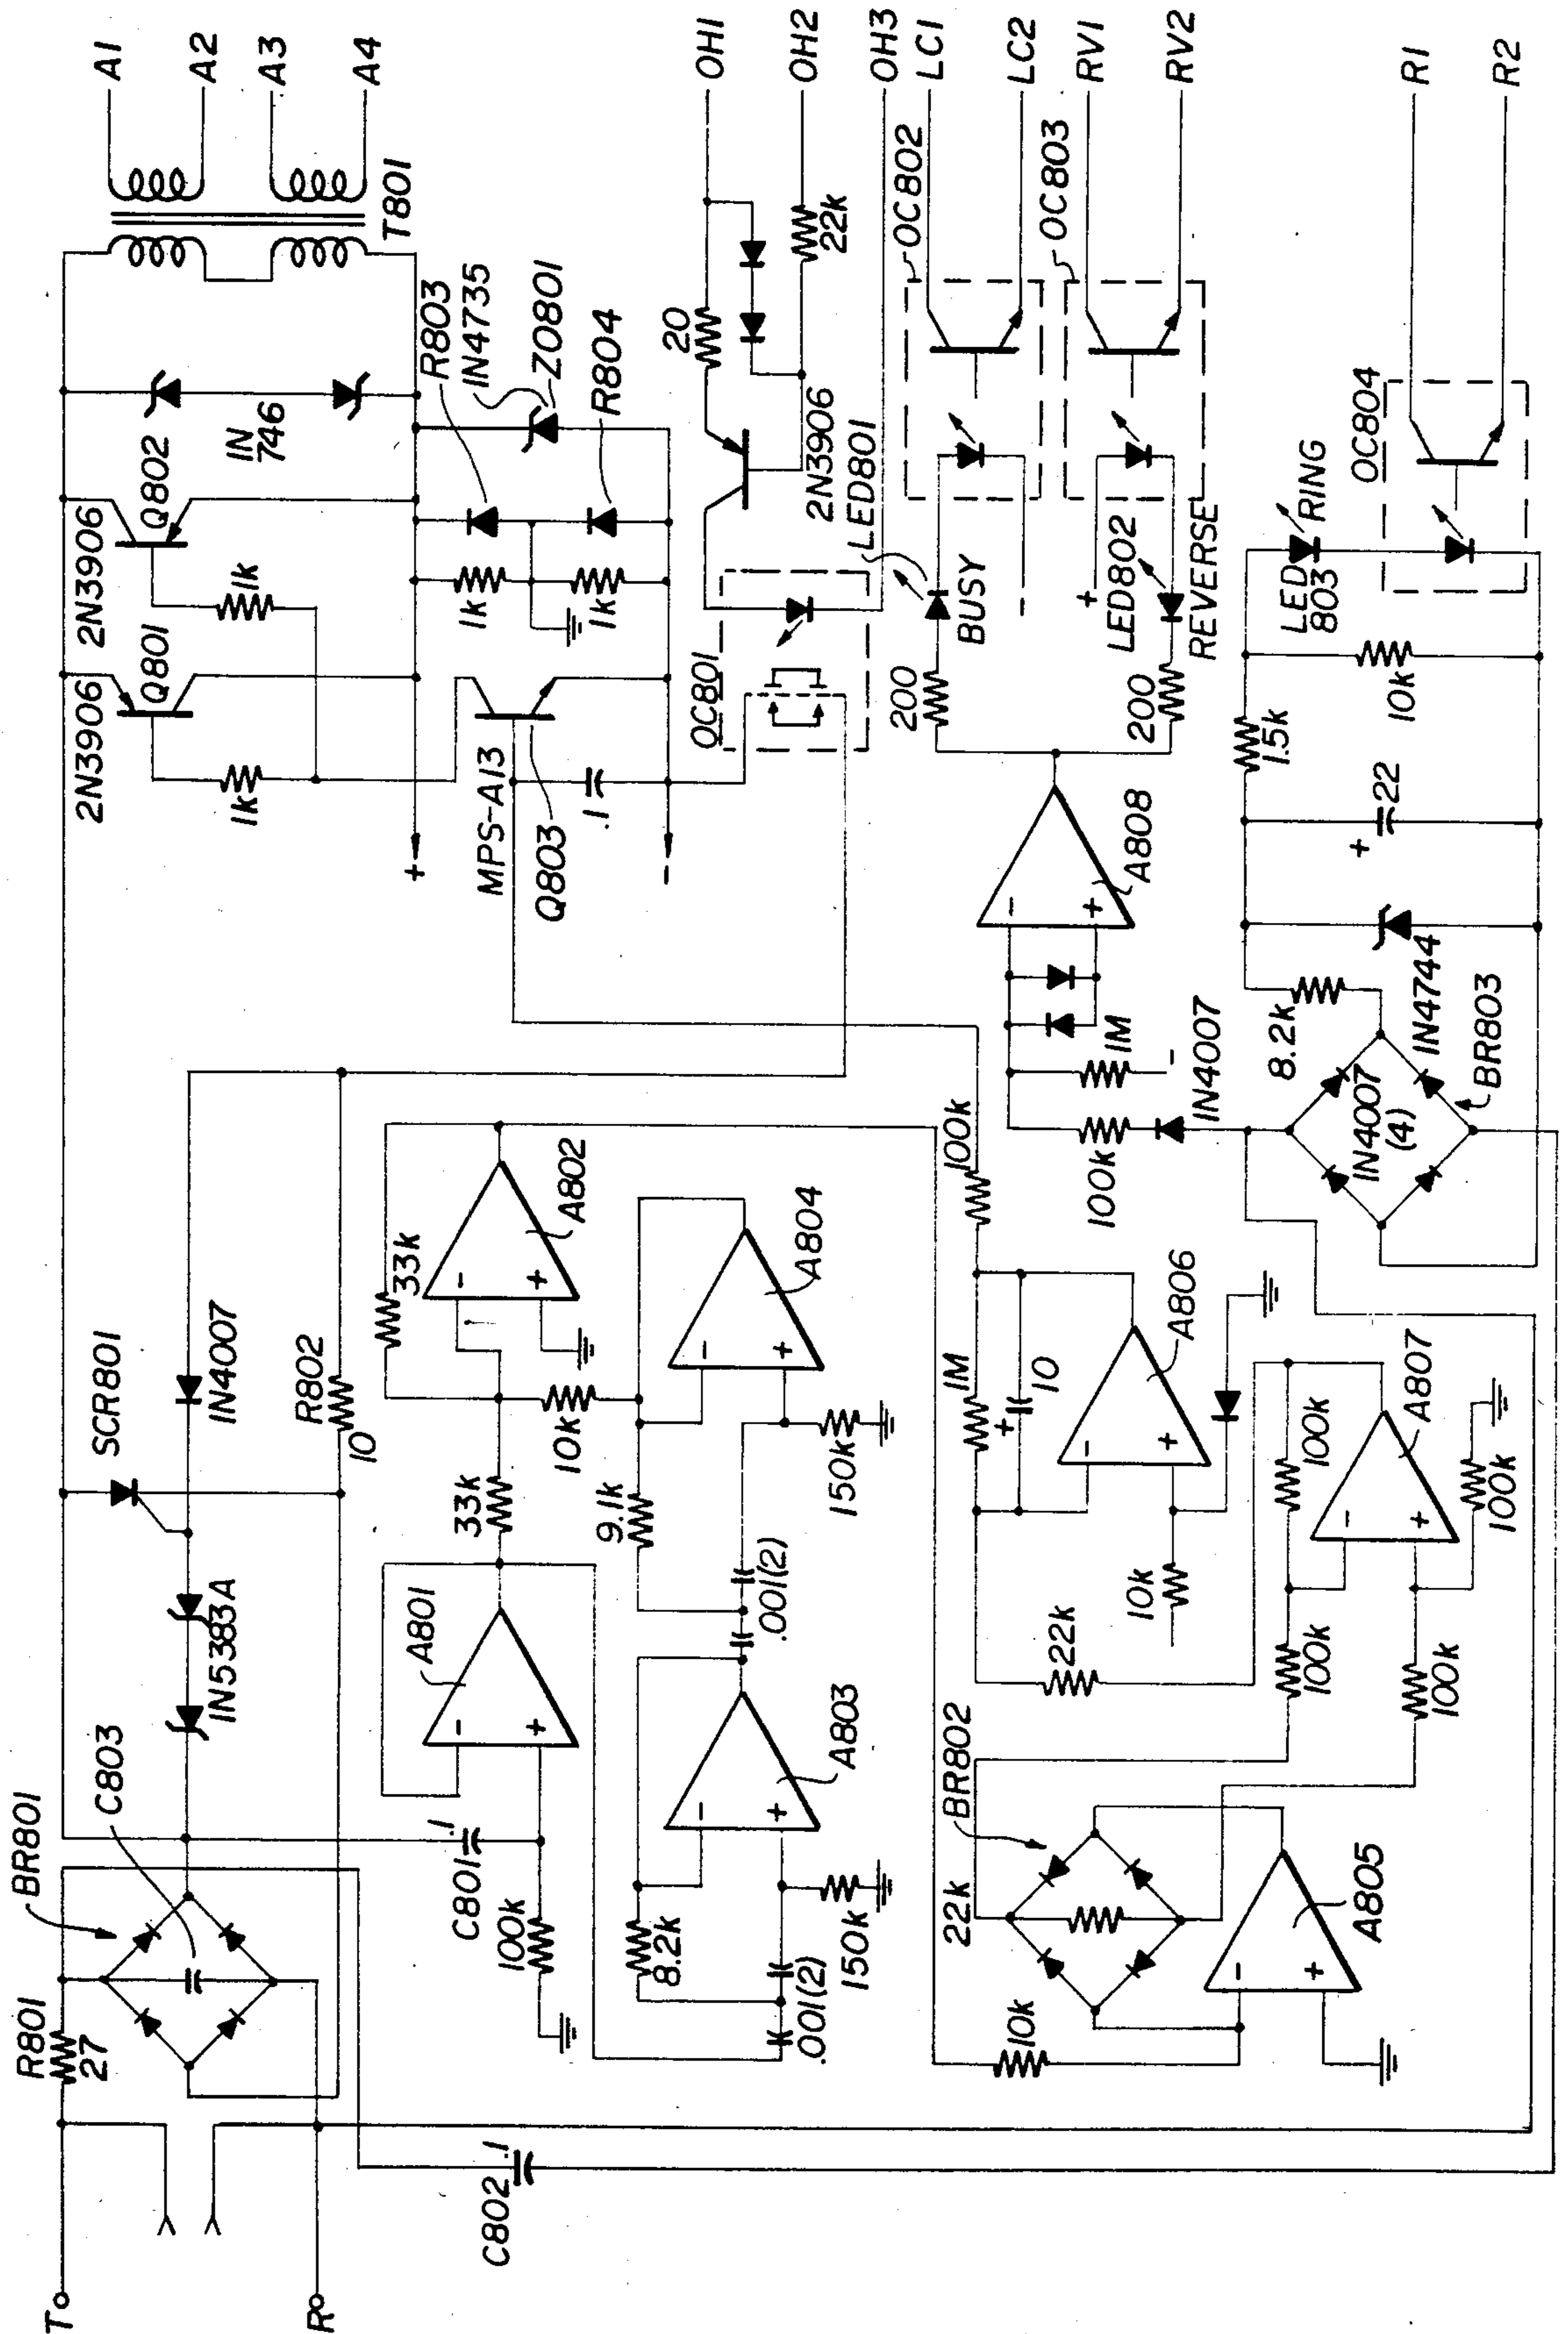 A1
A2
A3
A4
T801
2N3906
Q802
2N3906
Q801
1k
1k
IN
746
R803
IN4735
ZO801
R804
1k
1k
+
-
MPS-A13
Q803
.1
OH1
20
22k
OH2
2N3906
LED801
OH3
OC801
OC802
LC1
LC2
OC803
RV1
RV2
200
BUSY
-
+
LED802
200
REVERSE
A808
-
+
1M
-
100k
IN4007
OC804
R1
R2
LED
803
RING
10k
1.5k
+
22
IN4744
8.2k
IN4007
(4)
BR803
SCR801
IN4007
R802
10
IN5383A
C803
BR801
R801
27
T
R
C802
.1
C801
.1
100k
A801
-
+
33k
33k
A802
-
+
10k
9.1k
A804
-
+
150k
.001(2)
A803
-
+
8.2k
150k
.001(2)
100k
1M
+
10
A806
-
+
10k
22k
100k
A807
-
+
100k
100k
100k
BR802
22k
10k
A805
-
+